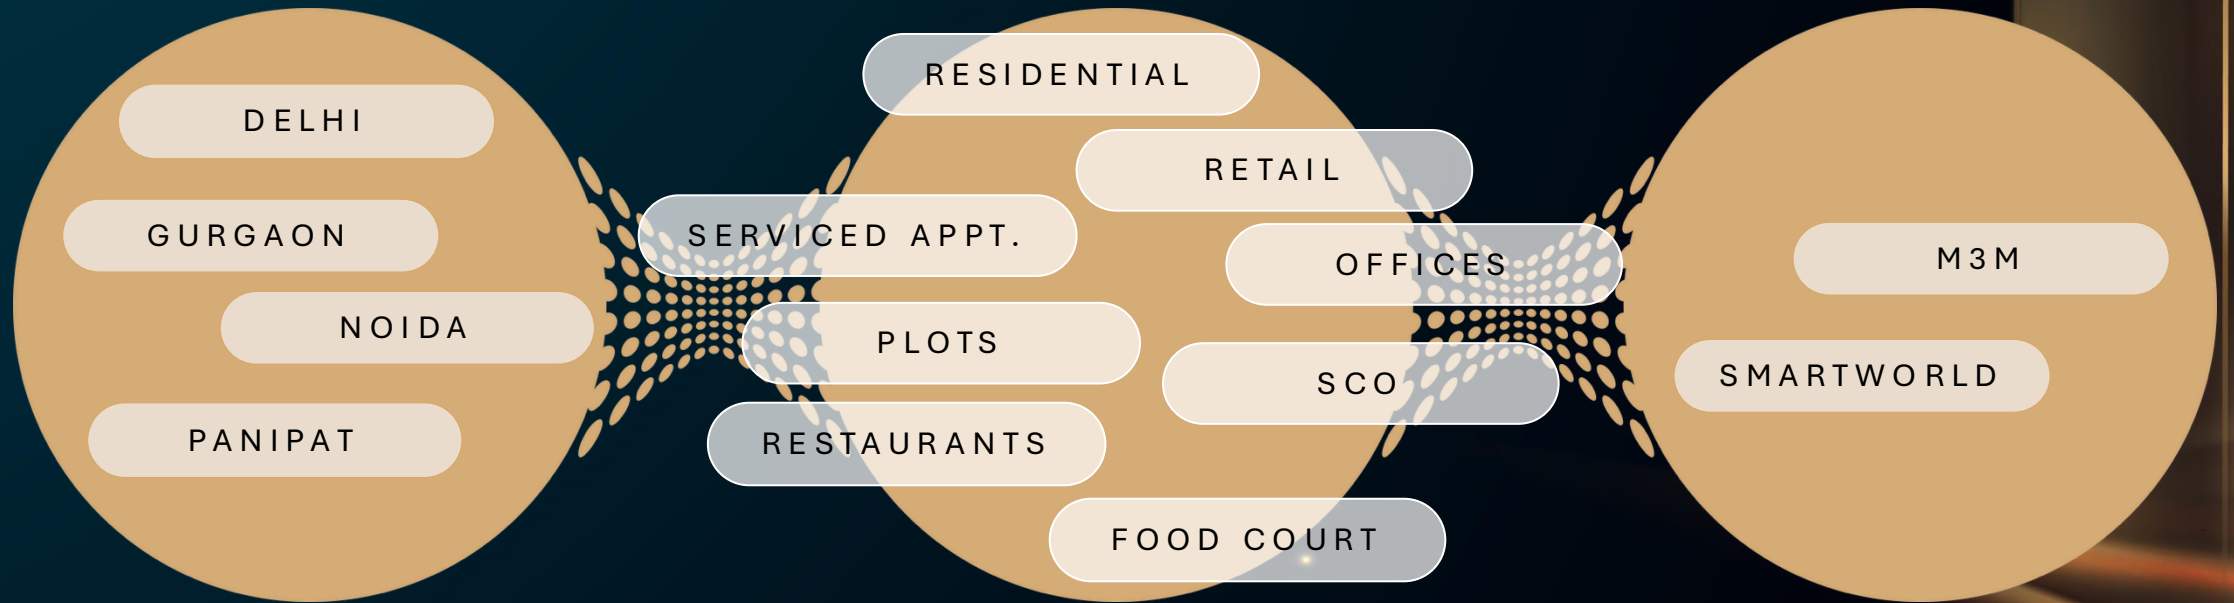 DELHI
GURGAON
NOIDA
PANIPAT
RESIDENTIAL
RETAIL
SERVICED APPT.
OFFICES
PLOTS
SCO
RESTAURANTS
FOOD COURT
M3M
SMARTWORLD